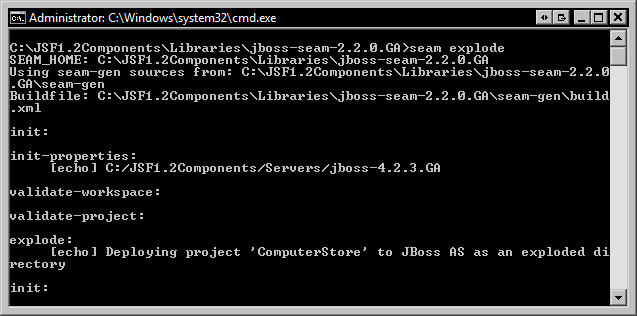 Administrator: C:\Windows\system32\cmd.exe
C:\JSF1.2Components\Libraries\jboss-seam-2.2.0.GA>seam explode
SEAM_HOME: C:\JSF1.2Components\Libraries\jboss-seam-2.2.0.GA
Using seam-gen sources from: C:\JSF1.2Components\Libraries\jboss-seam-2.2.0
.GA\seam-gen
Buildfile: C:\JSF1.2Components\Libraries\jboss-seam-2.2.0.GA\seam-gen\build
.xml
init:
init-properties:
[echo] C:/JSF1.2Components/Servers/jboss-4.2.3.GA
validate-workspace:
validate-project:
explode:
[echo] Deploying project 'ComputerStore' to JBoss AS as an exploded di
rectory
init: